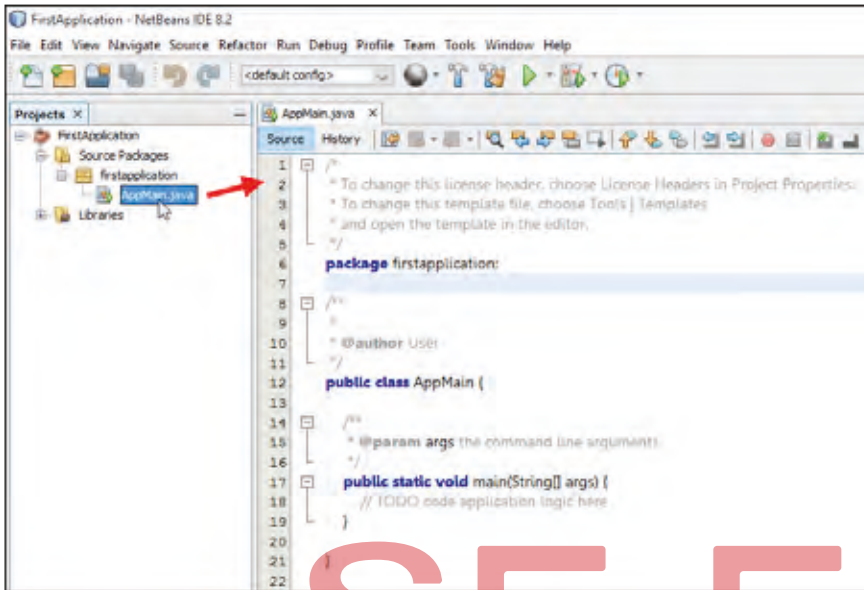 FirstApplication - NetBeans IDE 8.2
File Edit View Navigate Source Refactor Run Debug Profile Team Tools Window Help
<default config>
Projects
FirstApplication
Source Packages
firstapplication
AppMain.java
Libraries
AppMain.java
Source History
1 /*
2 * To change this license header, choose License Headers in Project Properties.
3 * To change this template file, choose Tools | Templates
4 * and open the template in the editor.
5 */
6 package firstapplication;
7
8 /**
9 *
10 * @author User
11 */
12 public class AppMain {
13
14 /**
15 * @param args the command line arguments
16 */
17 public static void main(String[] args) {
18 // TODO code application logic here
19 }
20
21 }
22